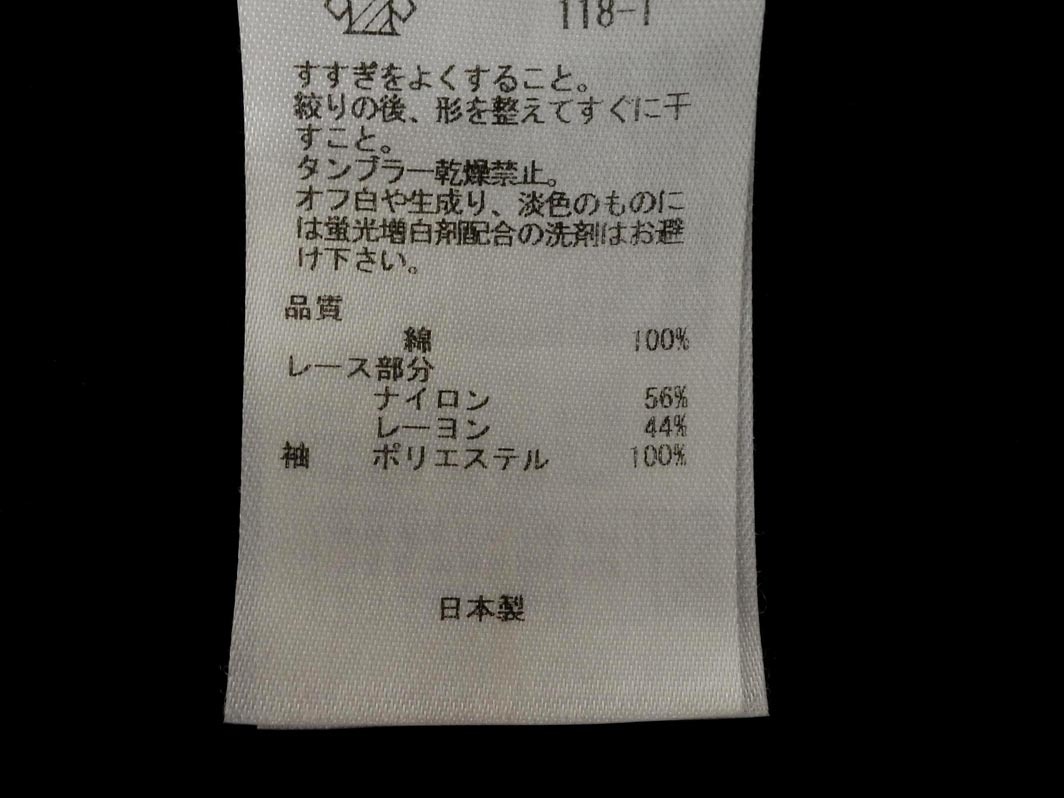 118-1
すすぎをよくすること。
絞りの後、形を整えてすぐに干
すこと。
タンブラー乾燥禁止。
オフ白や生成り、淡色のものに
は蛍光増白剤配合の洗剤はお避
け下さい。
品質
綿 100%
レース部分
ナイロン 56%
レーヨン 44%
袖 ポリエステル 100%
日本製